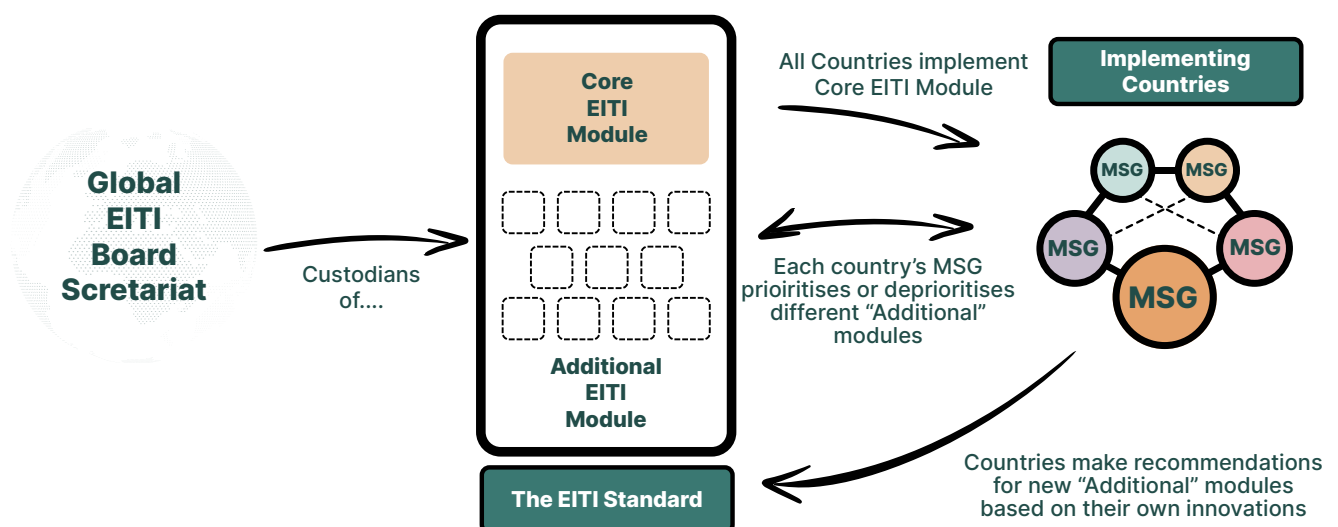 Global
EITI
Board
Scretariat
Custodians
of....
Core
EITI
Module
Additional
EITI
Module
The EITI Standard
All Countries implement
Core EITI Module
Each country’s MSG
prioiritises or deprioritises
different “Additional”
modules
Implementing
Countries
MSG
MSG
MSG
MSG
MSG
Countries make recommendations
for new “Additional” modules
based on their own innovations